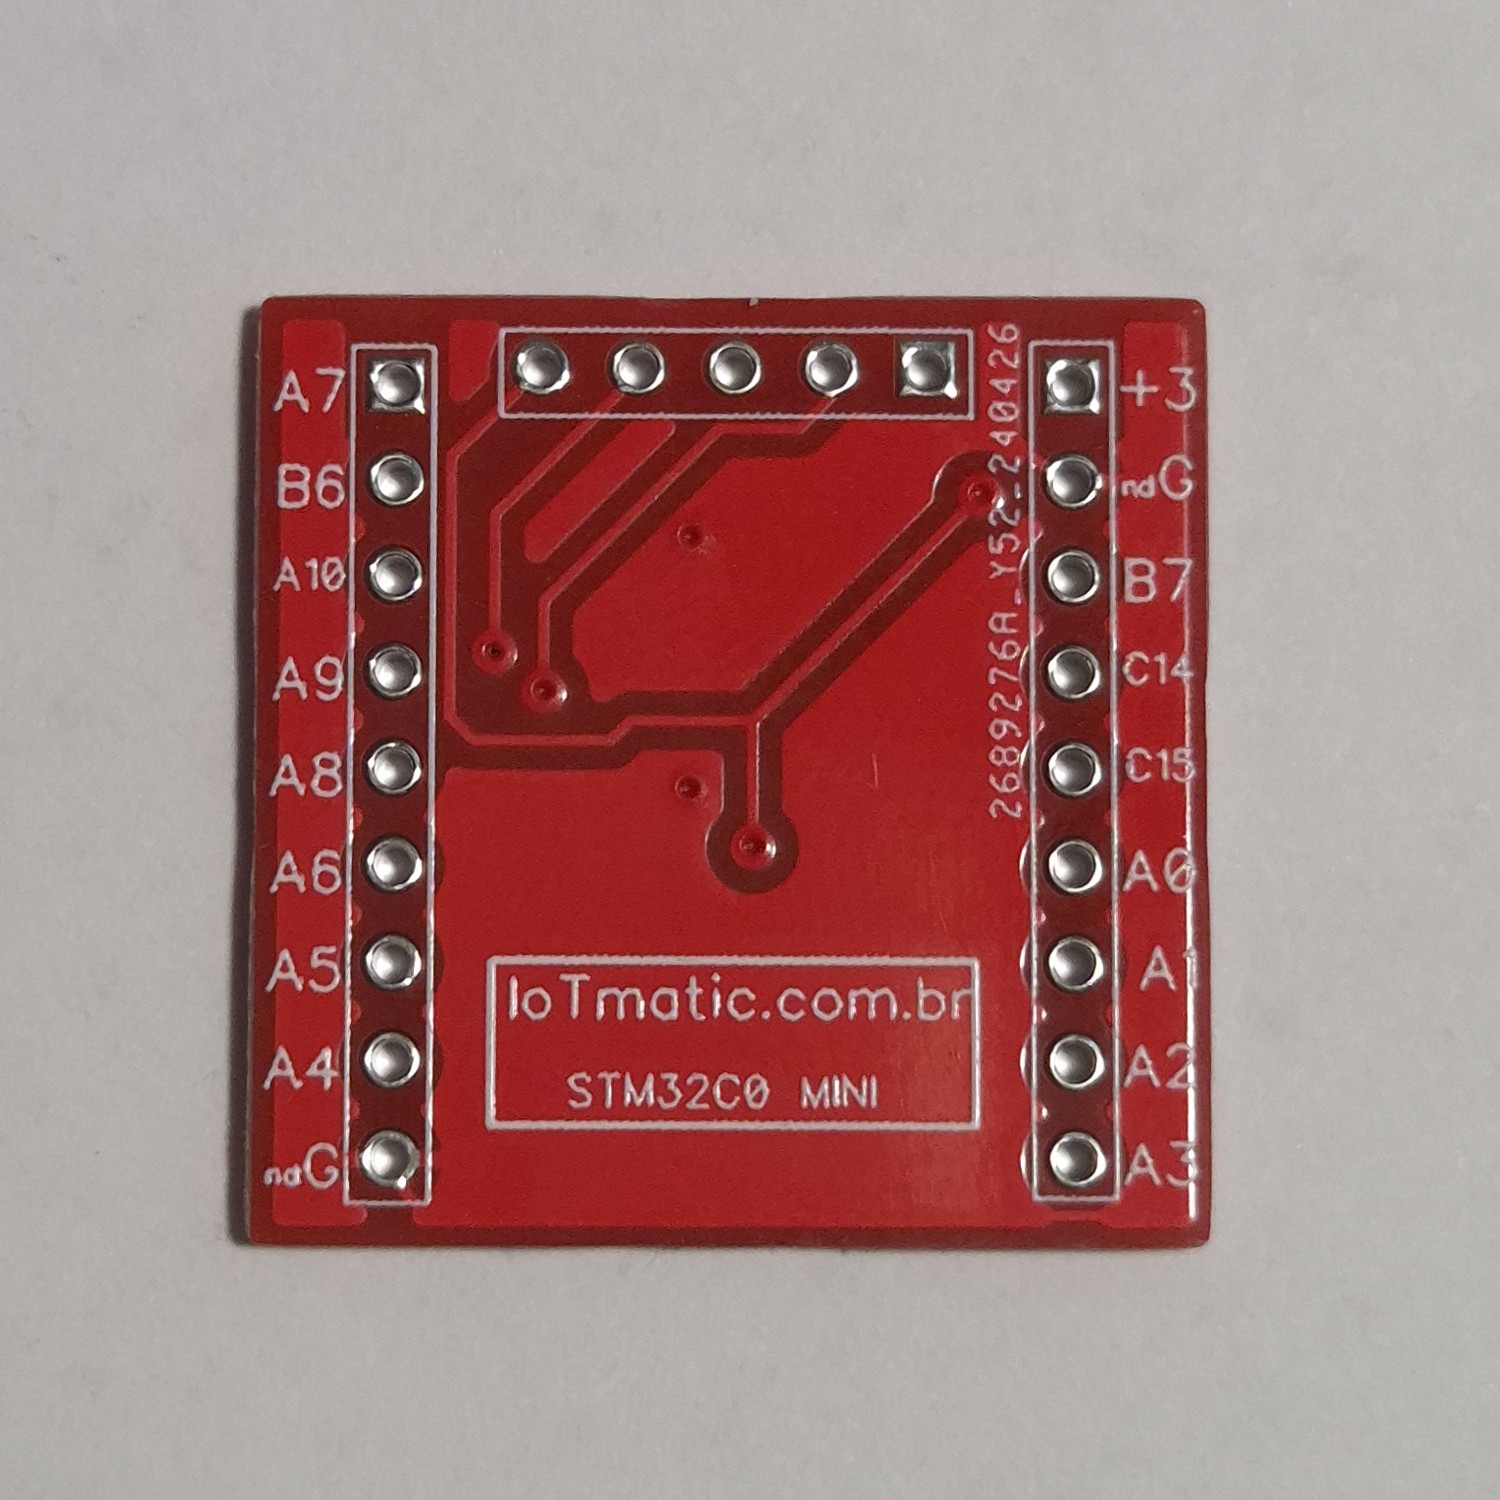 A7
B6
A10
A9
A8
A6
A5
A4
ndG
+3
ndG
B7
C14
C15
A0
A1
A2
A3
2689276A_Y52_240426
IoTmatic.com.br
STM32C0 MINI